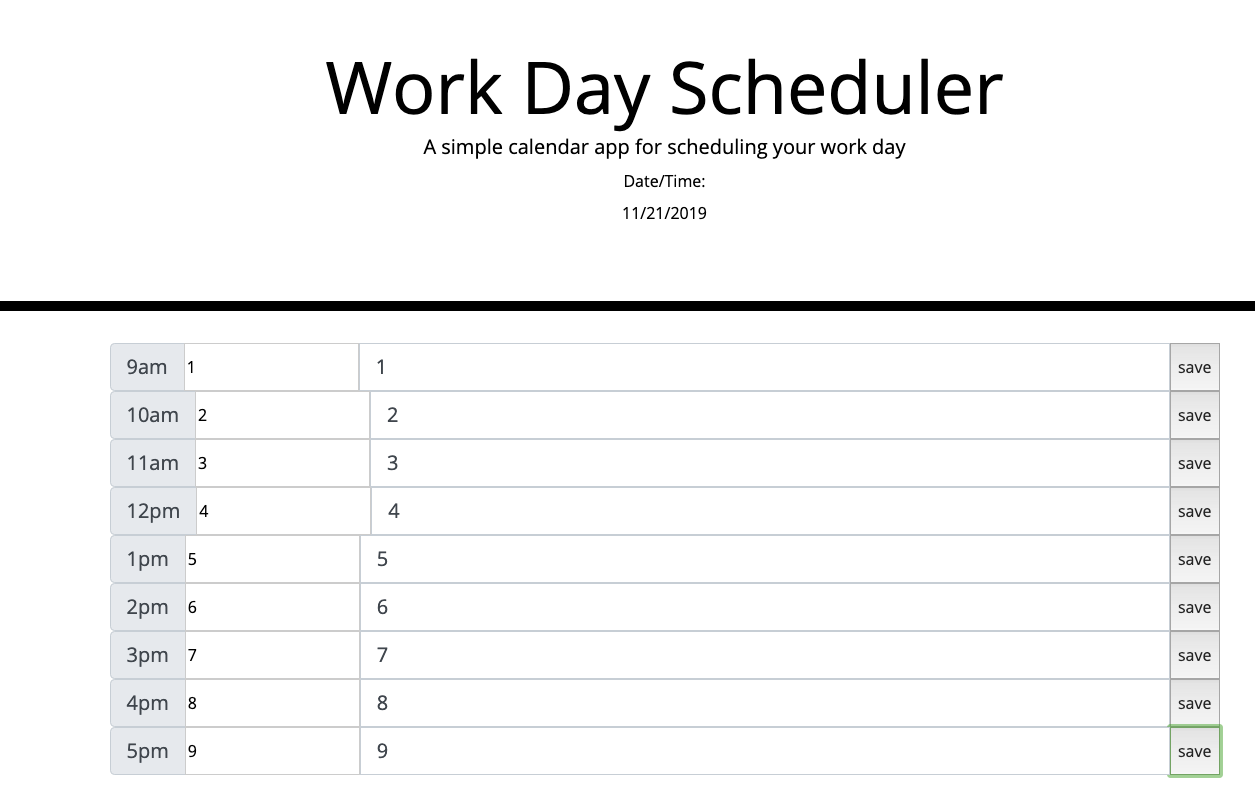 Work Day Scheduler
A simple calendar app for scheduling your work day
Date/Time:
11/21/2019
9am 1 1 save
10am 2 2 save
11am 3 3 save
12pm 4 4 save
1pm 5 5 save
2pm 6 6 save
3pm 7 7 save
4pm 8 8 save
5pm 9 9 save